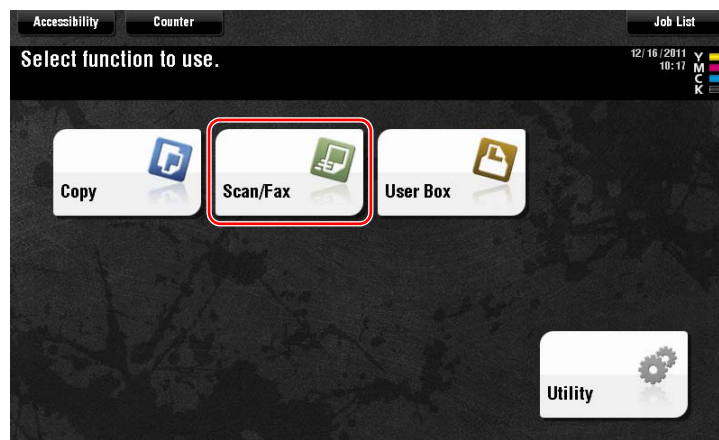 Accessibility
Counter
Job List
Select function to use.
12/16/2011
10:17
Y
M
C
K
Copy
Scan/Fax
User Box
Utility